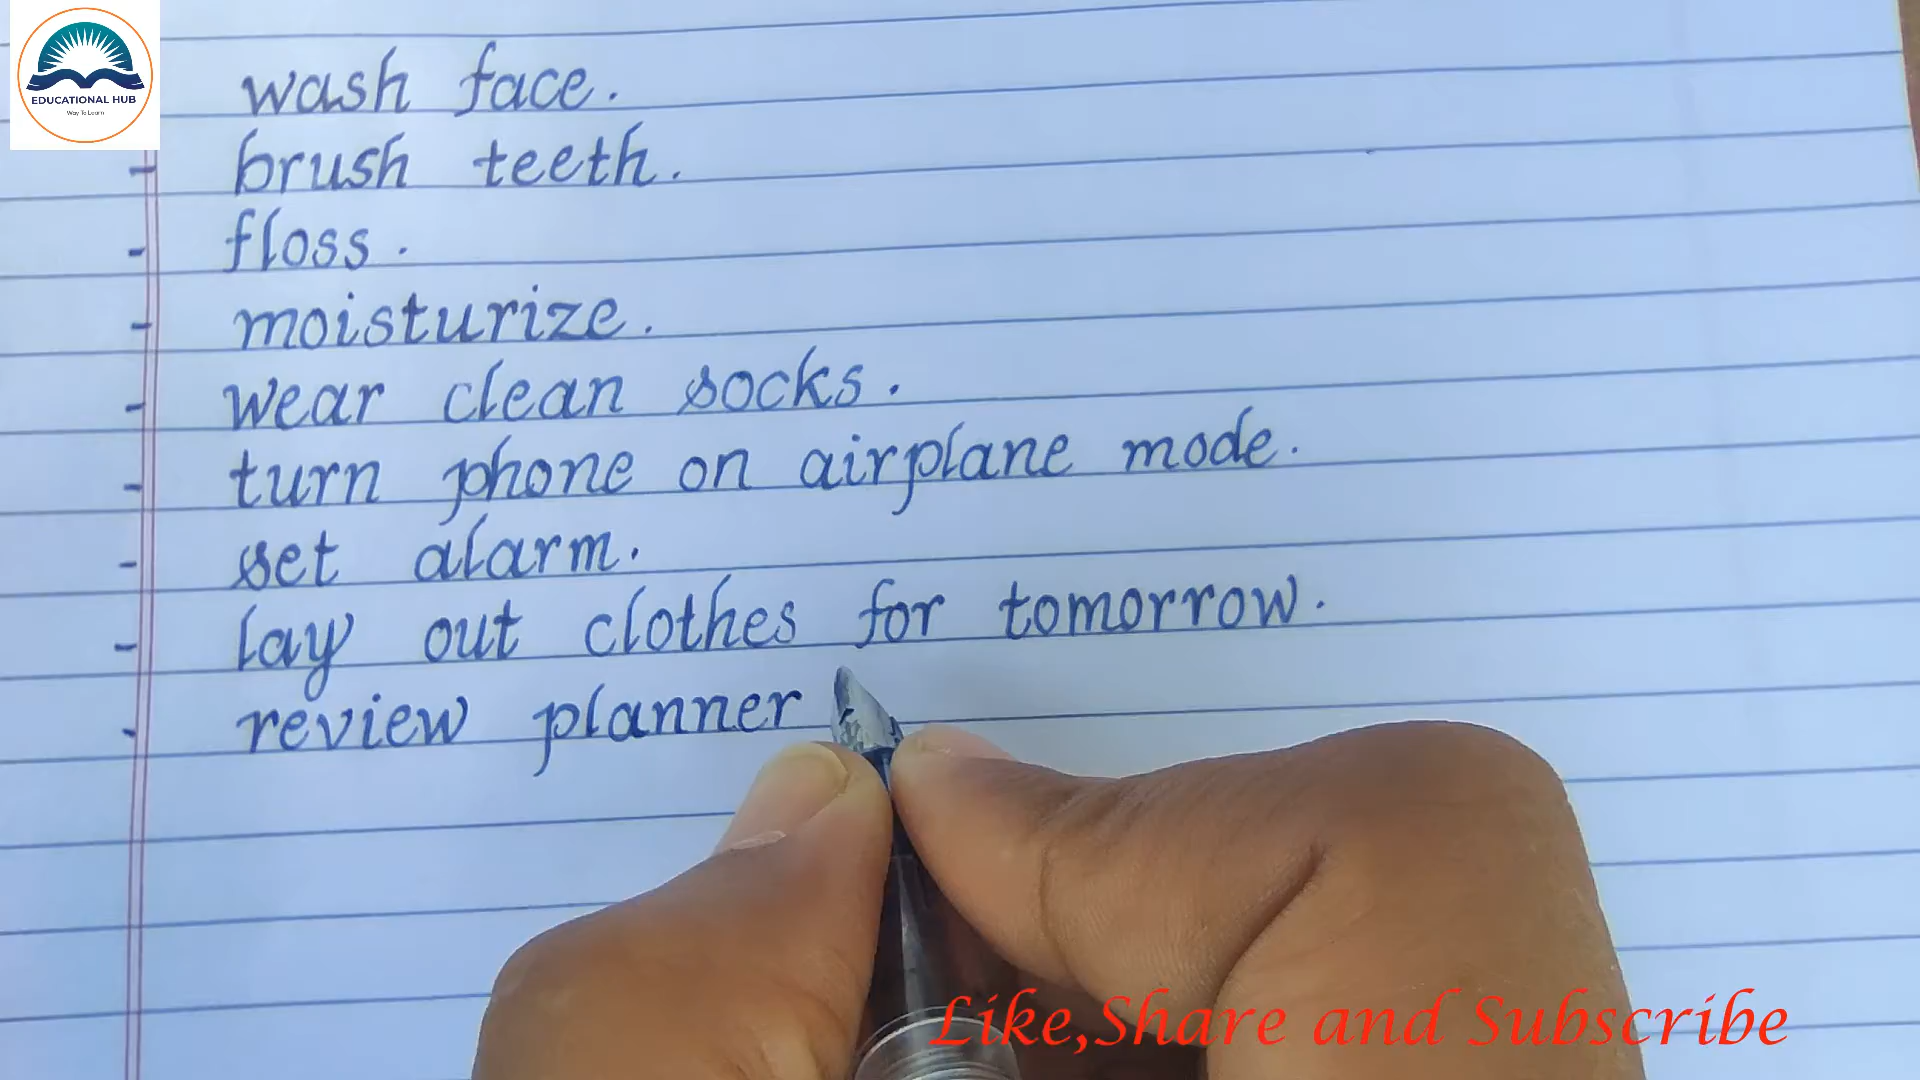 EDUCATIONAL HUB
Way To Learn
wash face.
- brush teeth.
- floss.
- moisturize.
- wear clean socks.
- turn phone on airplane mode.
- set alarm.
- lay out clothes for tomorrow.
- review planner
Like,Share and Subscribe